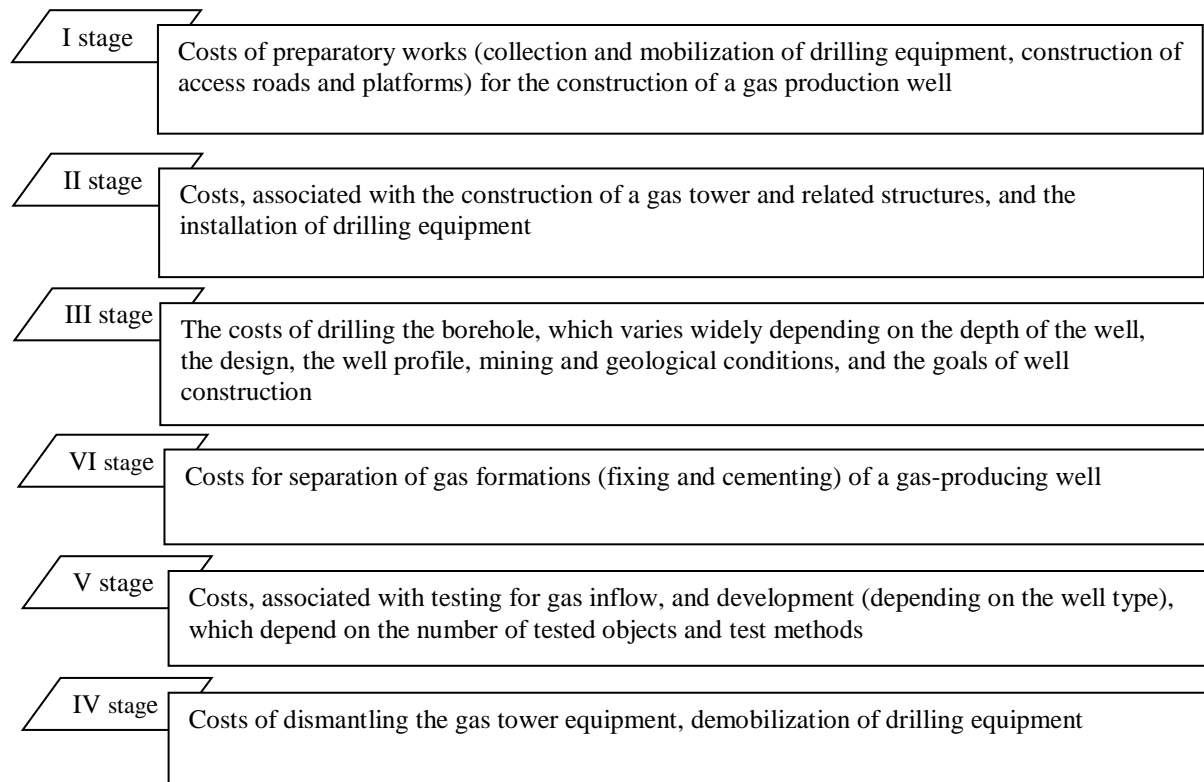 I stage
Costs of preparatory works (collection and mobilization of drilling equipment, construction of
access roads and platforms) for the construction of a gas production well
II stage
Costs, associated with the construction of a gas tower and related structures, and the
installation of drilling equipment
III stage
The costs of drilling the borehole, which varies widely depending on the depth of the well,
the design, the well profile, mining and geological conditions, and the goals of well
construction
VI stage
Costs for separation of gas formations (fixing and cementing) of a gas-producing well
V stage
Costs, associated with testing for gas inflow, and development (depending on the well type),
which depend on the number of tested objects and test methods
IV stage
Costs of dismantling the gas tower equipment, demobilization of drilling equipment